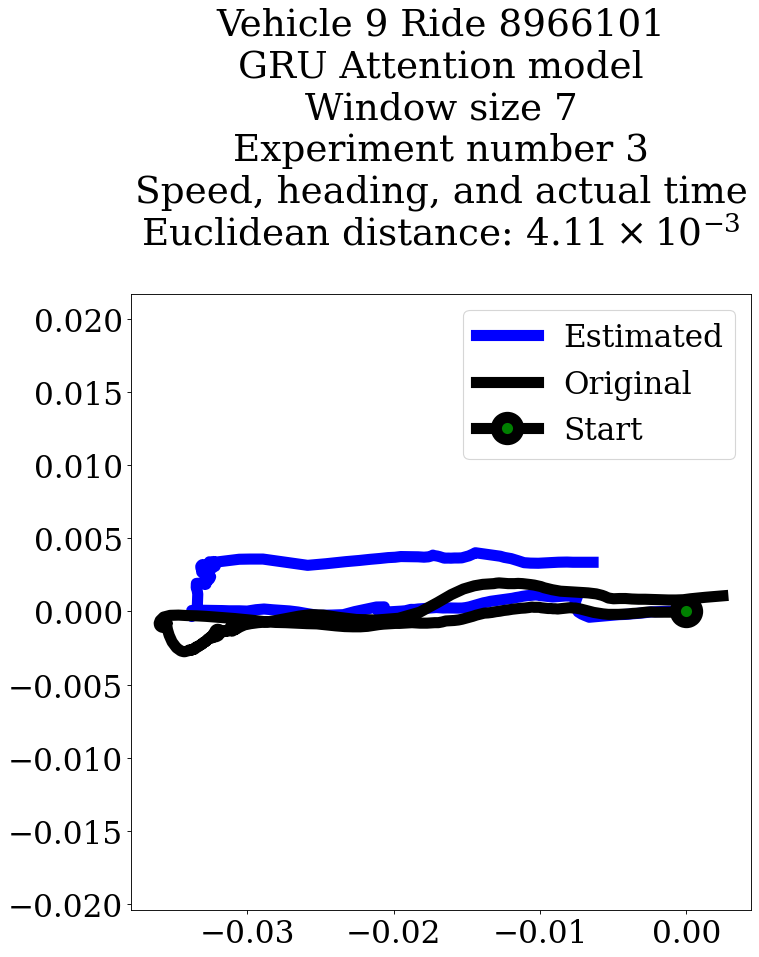 Vehicle 9 Ride 8966101
GRU Attention model
Window size 7
Experiment number 3
Speed, heading, and actual time
Euclidean distance: 4.11 × 10⁻³
Estimated
Original
Start
0.020
0.015
0.010
0.005
0.000
−0.005
−0.010
−0.015
−0.020
−0.03
−0.02
−0.01
0.00